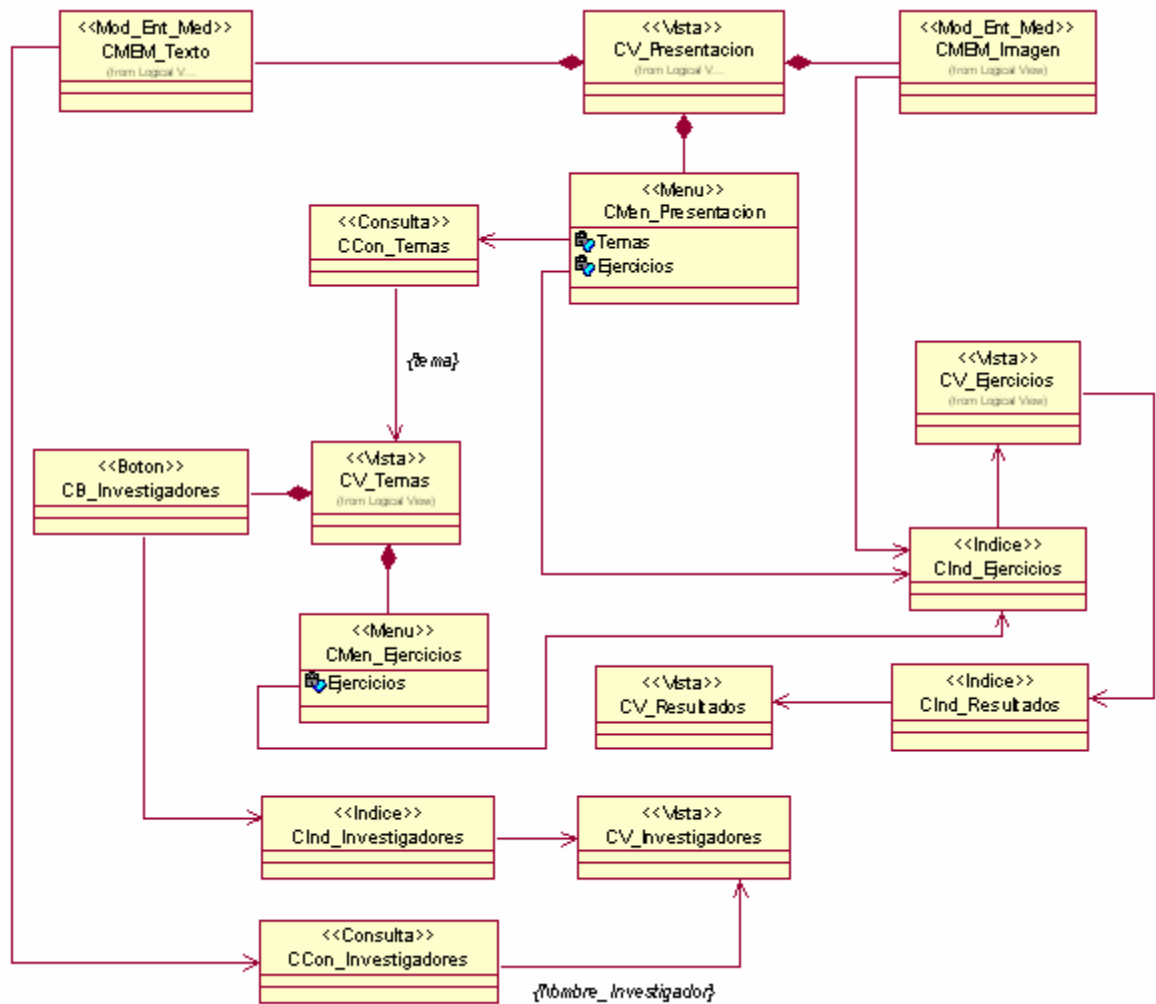 <<Mod_Ent_Med>>
CMEM_Texto
(from Logical V...
<<Vista>>
CV_Presentacion
(from Logical V...
<<Mod_Ent_Med>>
CMEM_Imagen
(from Logical View)
<<Menu>>
CMen_Presentacion
Temas
Ejercicios
<<Consulta>>
CCon_Temas
{tema}
<<Vista>>
CV_Ejercicios
(from Logical View)
<<Boton>>
CB_Investigadores
<<Vista>>
CV_Temas
(from Logical View)
<<Indice>>
CInd_Ejercicios
<<Menu>>
CMen_Ejercicios
Ejercicios
<<Vista>>
CV_Resultados
<<Indice>>
CInd_Resultados
<<Indice>>
CInd_Investigadores
<<Vista>>
CV_Investigadores
<<Consulta>>
CCon_Investigadores
{Nombre_Investigador}